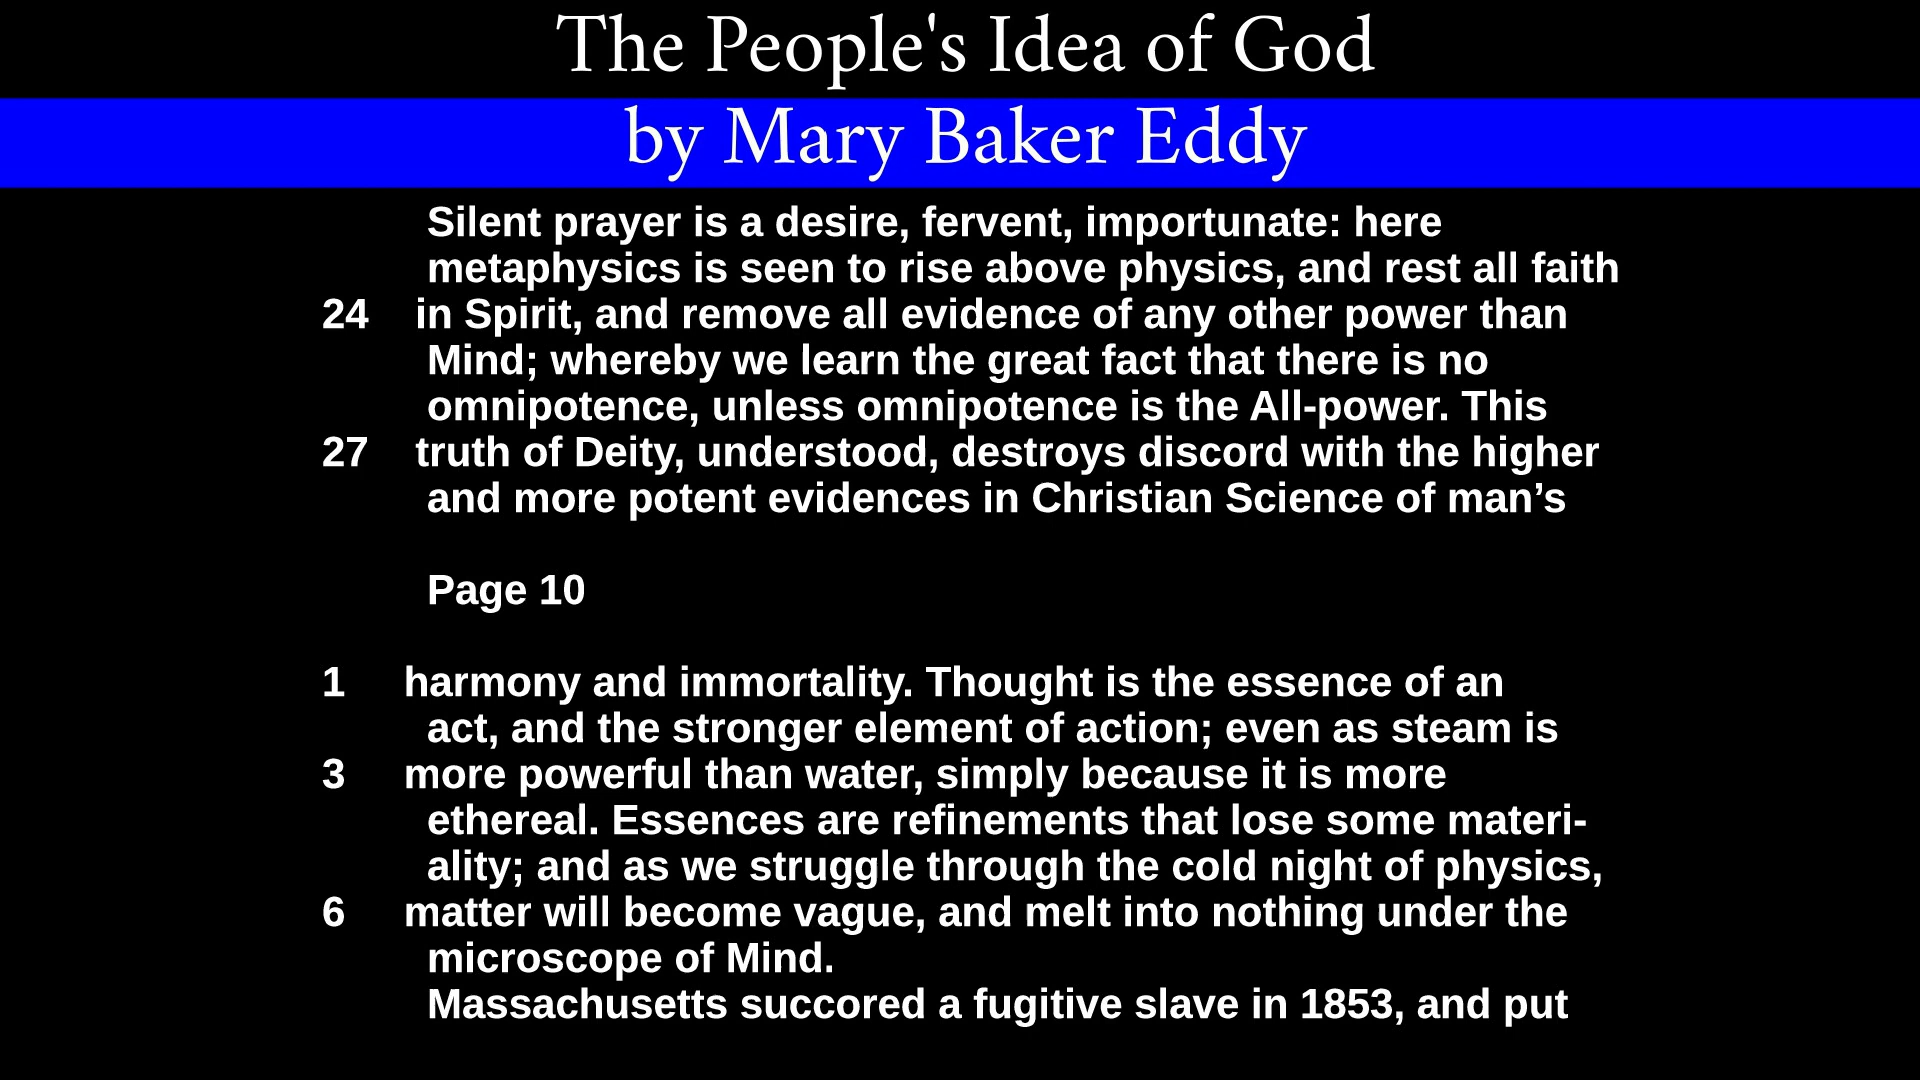 The People's Idea of God
by Mary Baker Eddy
Silent prayer is a desire, fervent, importunate: here
metaphysics is seen to rise above physics, and rest all faith
24 in Spirit, and remove all evidence of any other power than
Mind; whereby we learn the great fact that there is no
omnipotence, unless omnipotence is the All-power. This
27 truth of Deity, understood, destroys discord with the higher
and more potent evidences in Christian Science of man’s
Page 10
1 harmony and immortality. Thought is the essence of an
act, and the stronger element of action; even as steam is
3 more powerful than water, simply because it is more
ethereal. Essences are refinements that lose some materi-
ality; and as we struggle through the cold night of physics,
6 matter will become vague, and melt into nothing under the
microscope of Mind.
Massachusetts succored a fugitive slave in 1853, and put